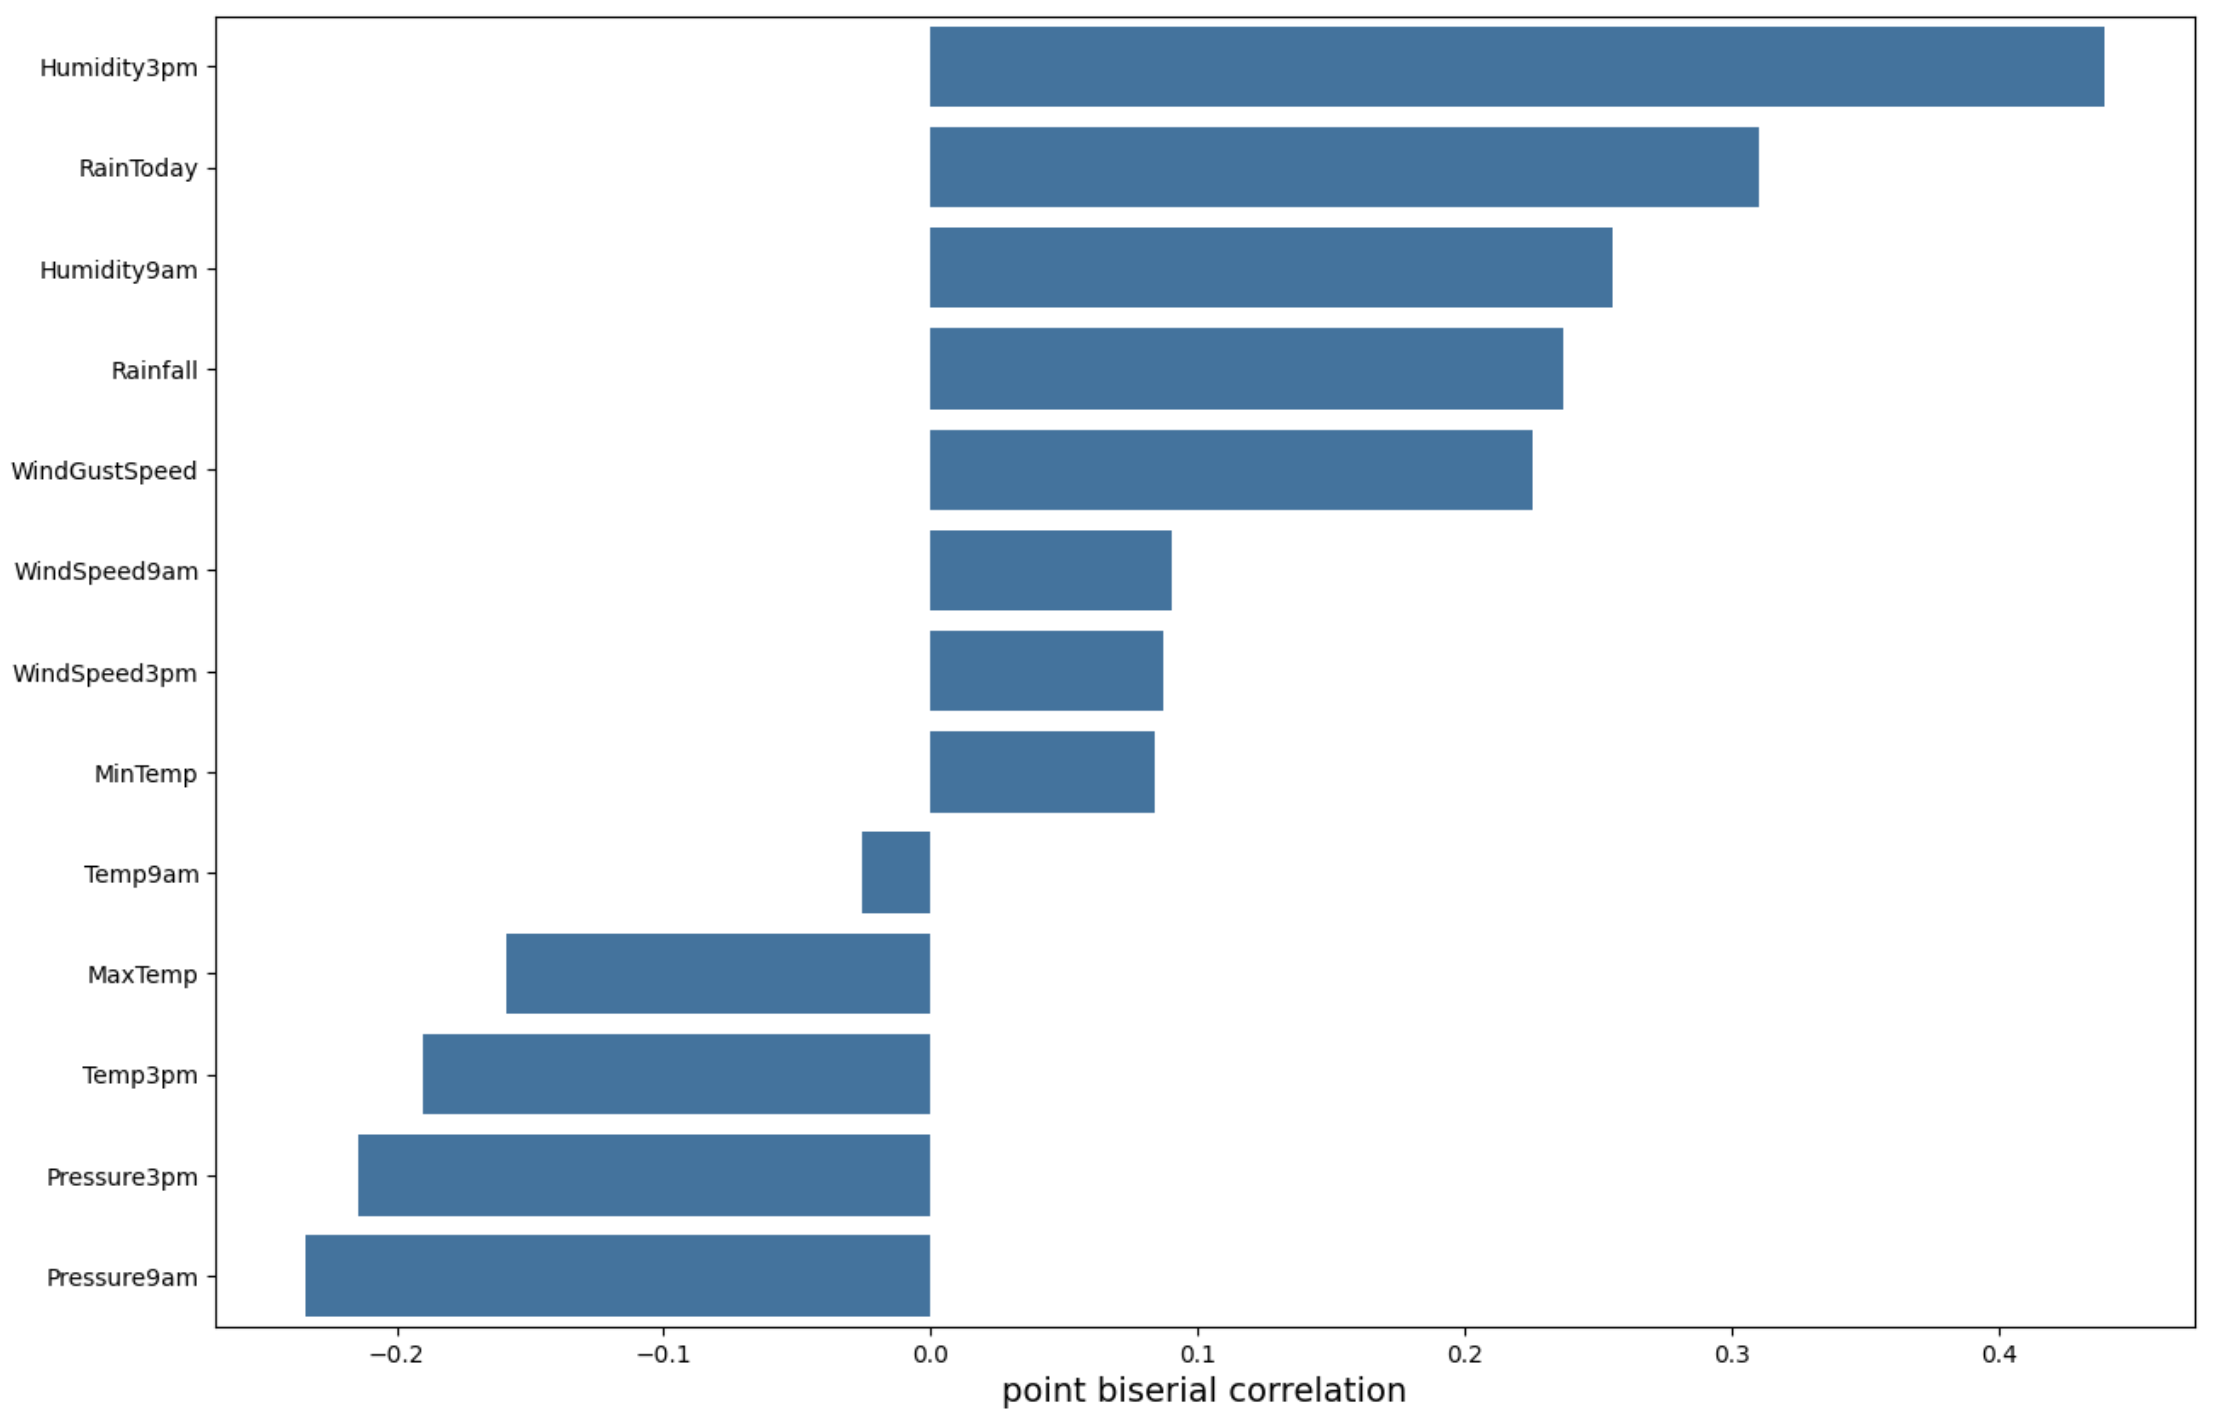 Humidity3pm
RainToday
Humidity9am
Rainfall
WindGustSpeed
WindSpeed9am
WindSpeed3pm
MinTemp
Temp9am
MaxTemp
Temp3pm
Pressure3pm
Pressure9am
−0.2 −0.1 0.0 0.1 0.2 0.3 0.4
point biserial correlation